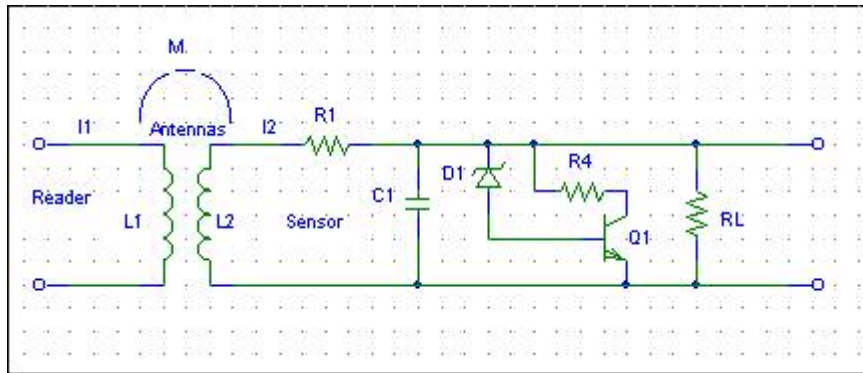 M
R1
I1
Antennas
I2
R4
D1
C1
Reader
L1
L2
Sensor
Q1
RL